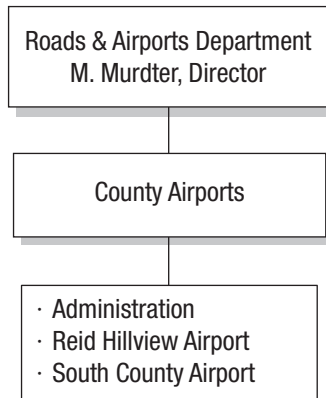 Roads & Airports Department
M. Murdter, Director
County Airports
· Administration
· Reid Hillview Airport
· South County Airport